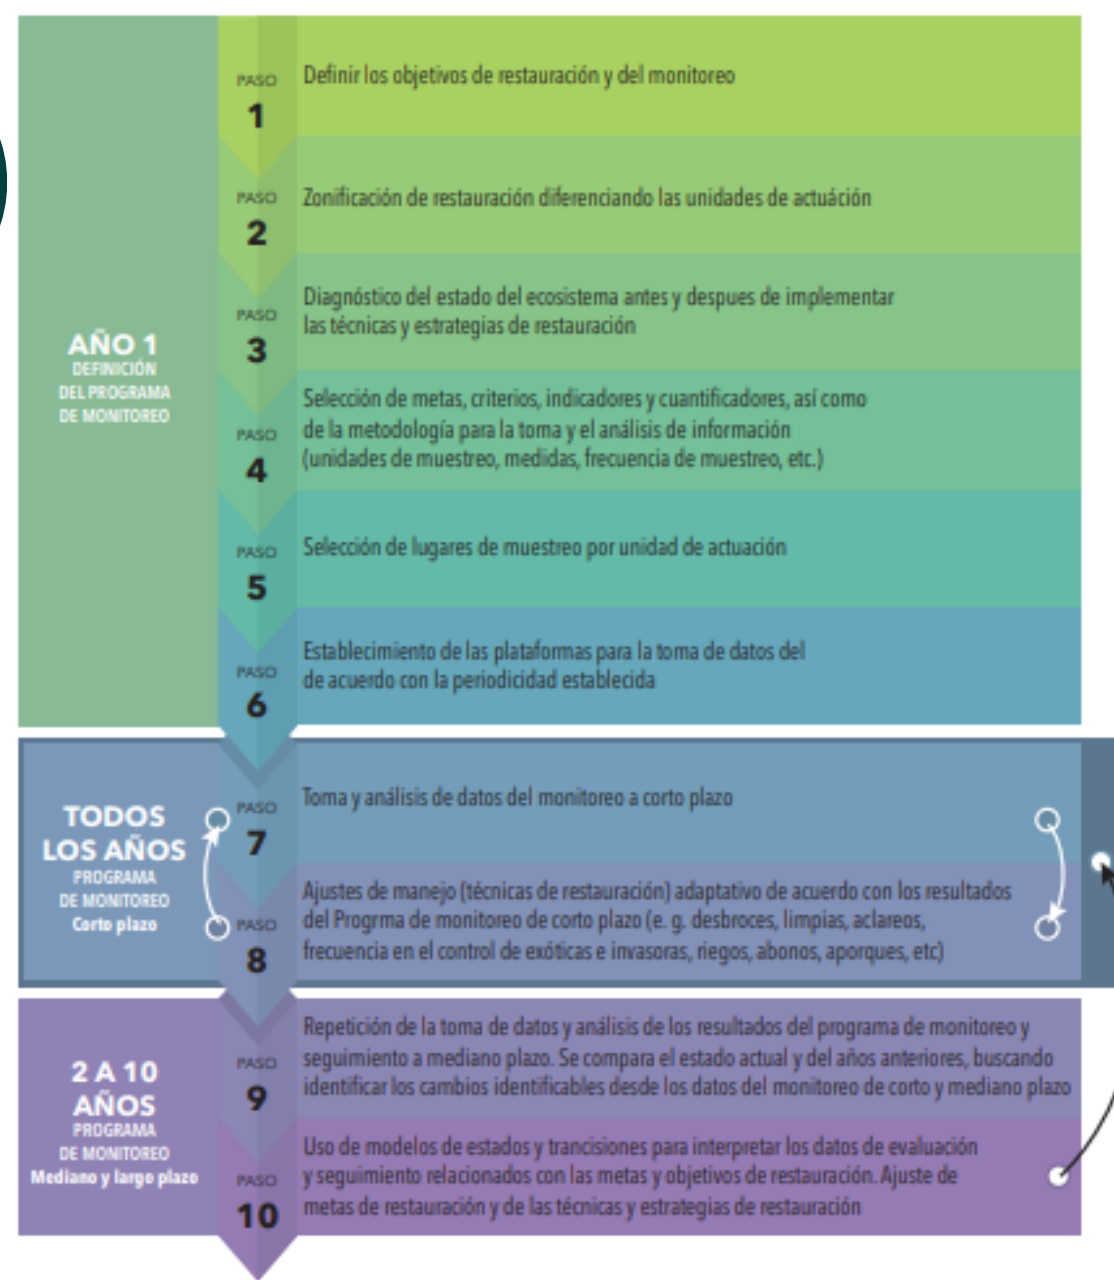 PASO
1
Definir los objetivos de restauración y del monitoreo
PASO
2
Zonificación de restauración diferenciando las unidades de actuáción
AÑO 1
DEFINICIÓN
DEL PROGRAMA
DE MONITOREO
PASO
3
Diagnóstico del estado del ecosistema antes y despues de implementar
las técnicas y estrategias de restauración
PASO
4
Selección de metas, criterios, indicadores y cuantificadores, así como
de la metodología para la toma y el análisis de información
(unidades de muestreo, medidas, frecuencia de muestreo, etc.)
PASO
5
Selección de lugares de muestreo por unidad de actuación
PASO
6
Establecimiento de las plataformas para la toma de datos del
de acuerdo con la periodicidad establecida
TODOS
LOS AÑOS
PROGRAMA
DE MONITOREO
Corto plazo
PASO
7
Toma y análisis de datos del monitoreo a corto plazo
PASO
8
Ajustes de manejo (técnicas de restauración) adaptativo de acuerdo con los resultados
del Progrma de monitoreo de corto plazo (e. g. desbroces, limpias, aclareos,
frecuencia en el control de exóticas e invasoras, riegos, abonos, aporques, etc)
2 A 10
AÑOS
PROGRAMA
DE MONITOREO
Mediano y largo plazo
PASO
9
Repetición de la toma de datos y análisis de los resultados del programa de monitoreo y
seguimiento a mediano plazo. Se compara el estado actual y del años anteriores, buscando
identificar los cambios identificables desde los datos del monitoreo de corto y mediano plazo
PASO
10
Uso de modelos de estados y trancisiones para interpretar los datos de evaluación
y seguimiento relacionados con las metas y objetivos de restauración. Ajuste de
metas de restauración y de las técnicas y estrategias de restauración